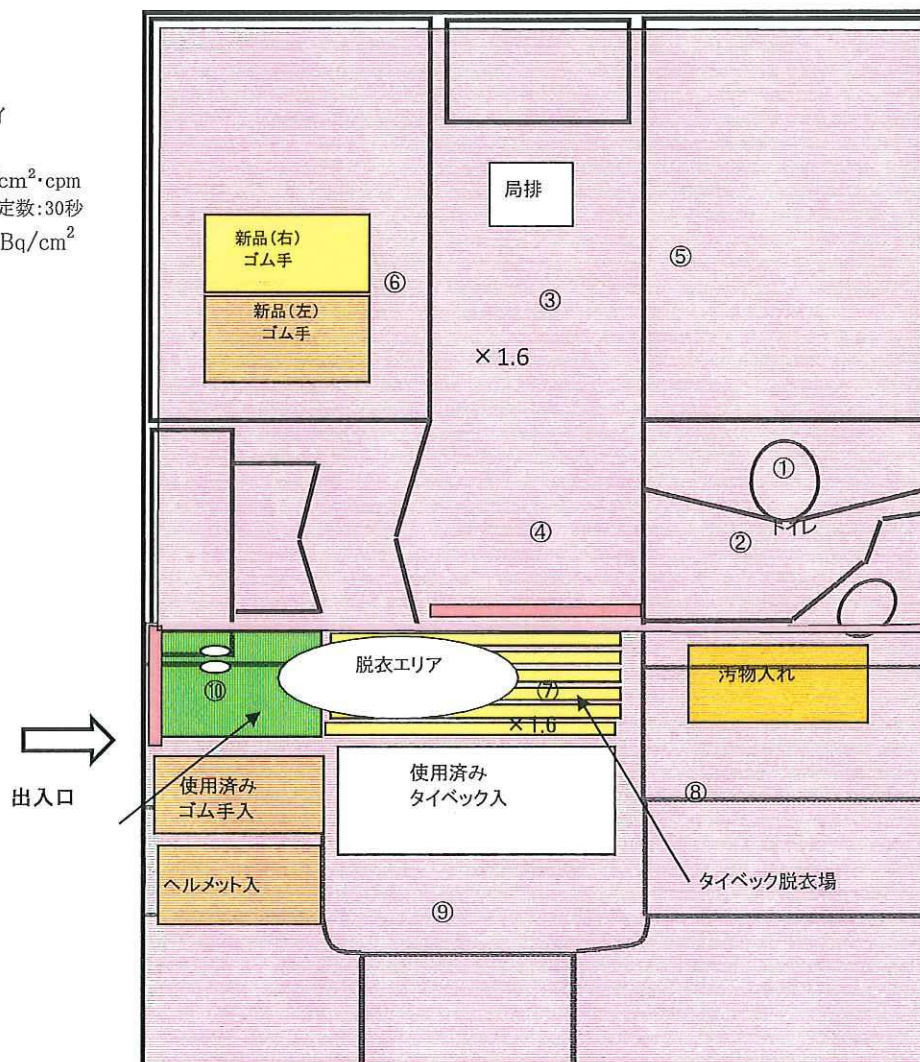 cm²・cpm
定数:30秒
Bq/cm²
局排
新品(右)
ゴム手
新品(左)
ゴム手
⑥
③
⑤
×1.6
①
トイレ
②
④
脱衣エリア
⑩
⑦
×1.6
汚物入れ
出入口
使用済み
ゴム手入
使用済み
タイベック入
⑧
ヘルメット入
タイベック脱衣場
⑨